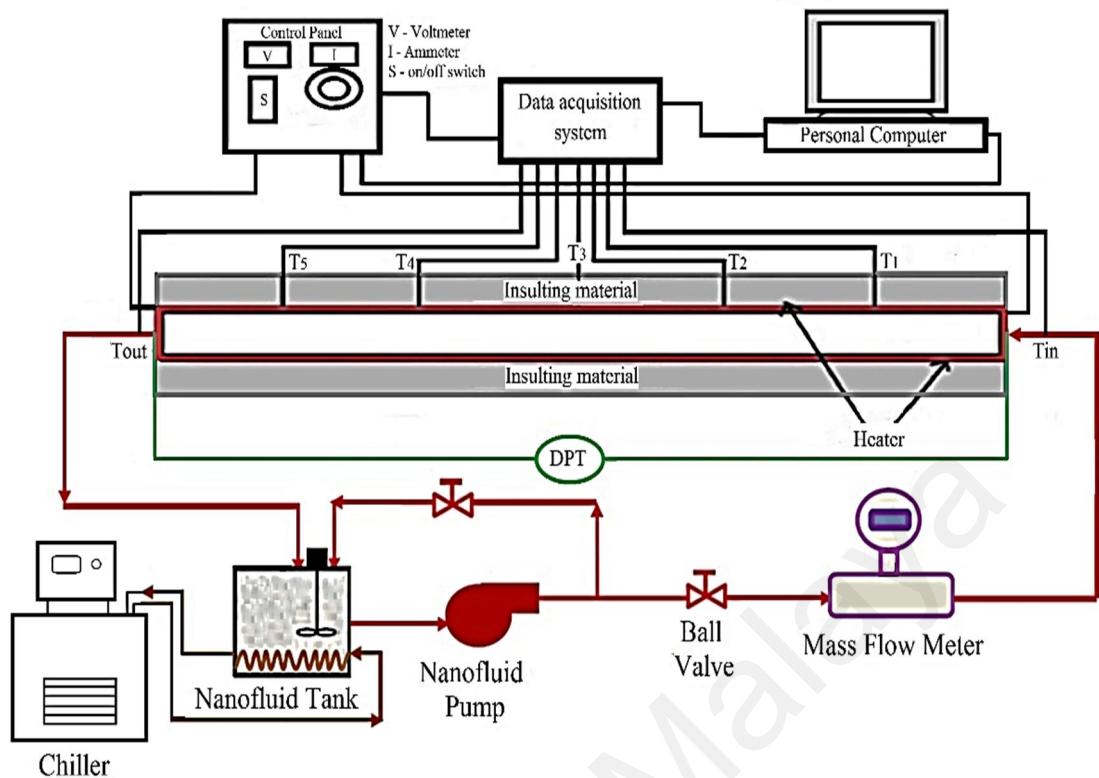 Control Panel
V
I
S
V - Voltmeter
I - Ammeter
S - on/off switch
Data acquisition
system
Personal Computer
T5
T4
T3
T2
T1
Insulting material
Tout
Tin
Insulting material
Heater
DPT
Nanofluid Tank
Nanofluid
Pump
Ball
Valve
Mass Flow Meter
Chiller
Malaya